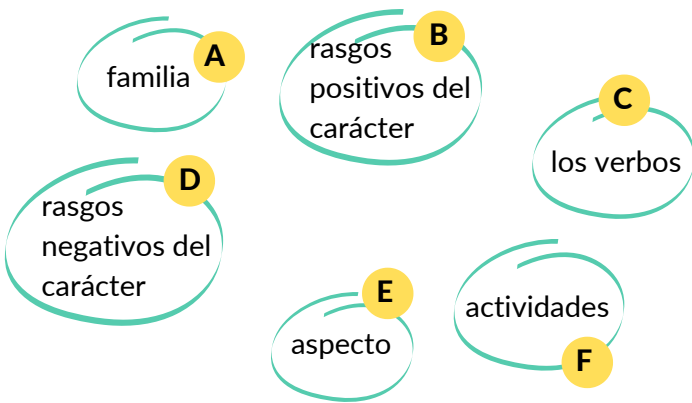 A
familia
B
rasgos
positivos del
carácter
C
los verbos
D
rasgos
negativos del
carácter
E
aspecto
actividades
F